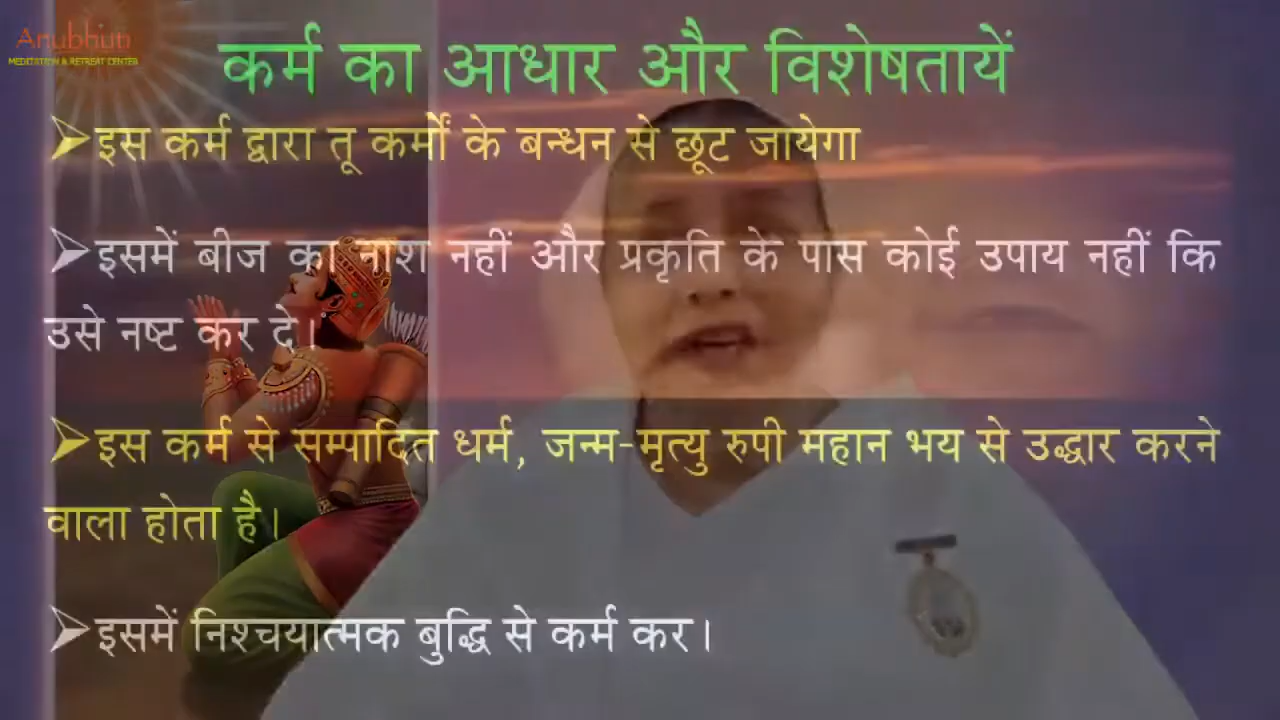 Anubhuti
MEDITATION & RETREAT CENTER
कर्म का आधार और विशेषतायें
➢इस कर्म द्वारा तू कर्मों के बन्धन से छूट जायेगा
➢इसमें बीज का नाश नहीं और प्रकृति के पास कोई उपाय नहीं कि
उसे नष्ट कर दे।
➢इस कर्म से सम्पादित धर्म, जन्म-मृत्यु रुपी महान भय से उद्धार करने
वाला होता है।
➢इसमें निश्चयात्मक बुद्धि से कर्म कर।